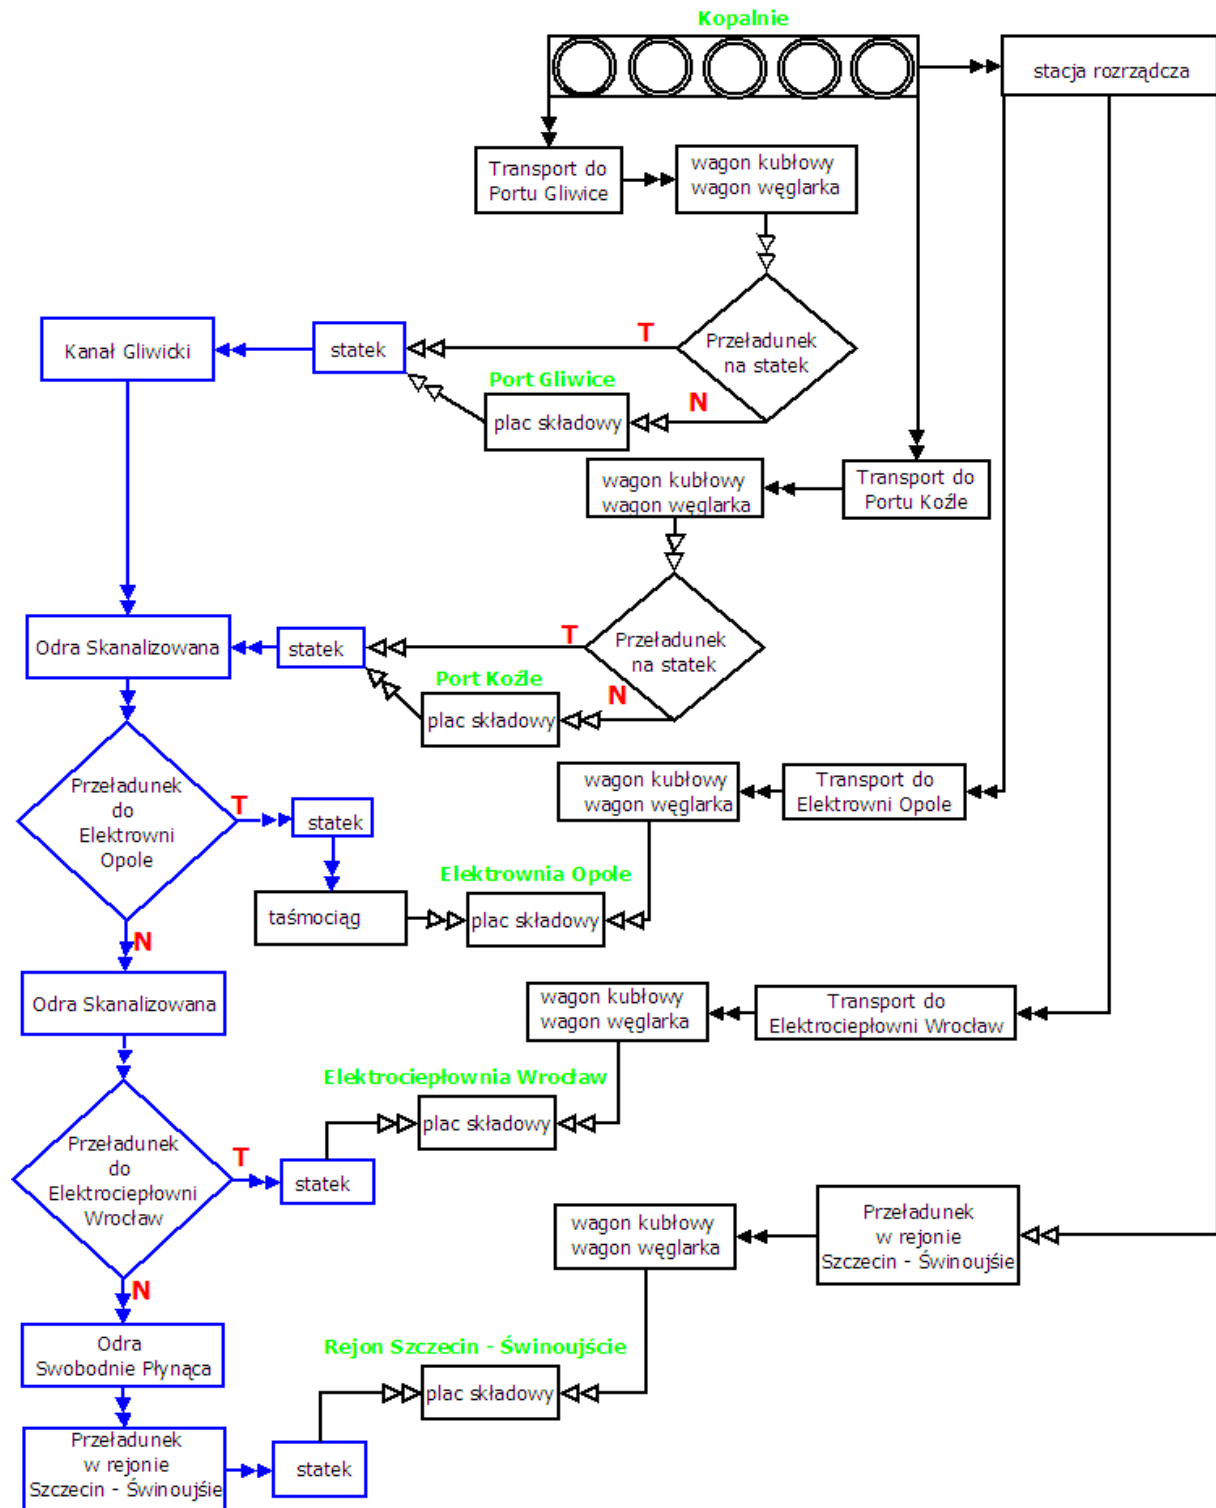 Kopalnie
stacja rozrządcza
Transport do
Portu Gliwice
wagon kubłowy
wagon węglarka
Przeładunek
na statek
T
N
statek
Kanał Gliwicki
Port Gliwice
plac składowy
Transport do
Portu Koźle
wagon kubłowy
wagon węglarka
Przeładunek
na statek
T
N
statek
Odra Skanalizowana
Port Koźle
plac składowy
Przeładunek
do
Elektrowni
Opole
T
statek
N
wagon kubłowy
wagon węglarka
Transport do
Elektrowni Opole
Elektrownia Opole
taśmociąg
plac składowy
Odra Skanalizowana
wagon kubłowy
wagon węglarka
Transport do
Elektrociepłowni Wrocław
Elektrociepłownia Wrocław
plac składowy
Przeładunek
do
Elektrociepłowni
Wrocław
T
statek
N
wagon kubłowy
wagon węglarka
Przeładunek
w rejonie
Szczecin - Świnoujśie
Odra
Swobodnie Płynąca
Rejon Szczecin - Świnoujście
plac składowy
Przeładunek
w rejonie
Szczecin - Świnoujśie
statek